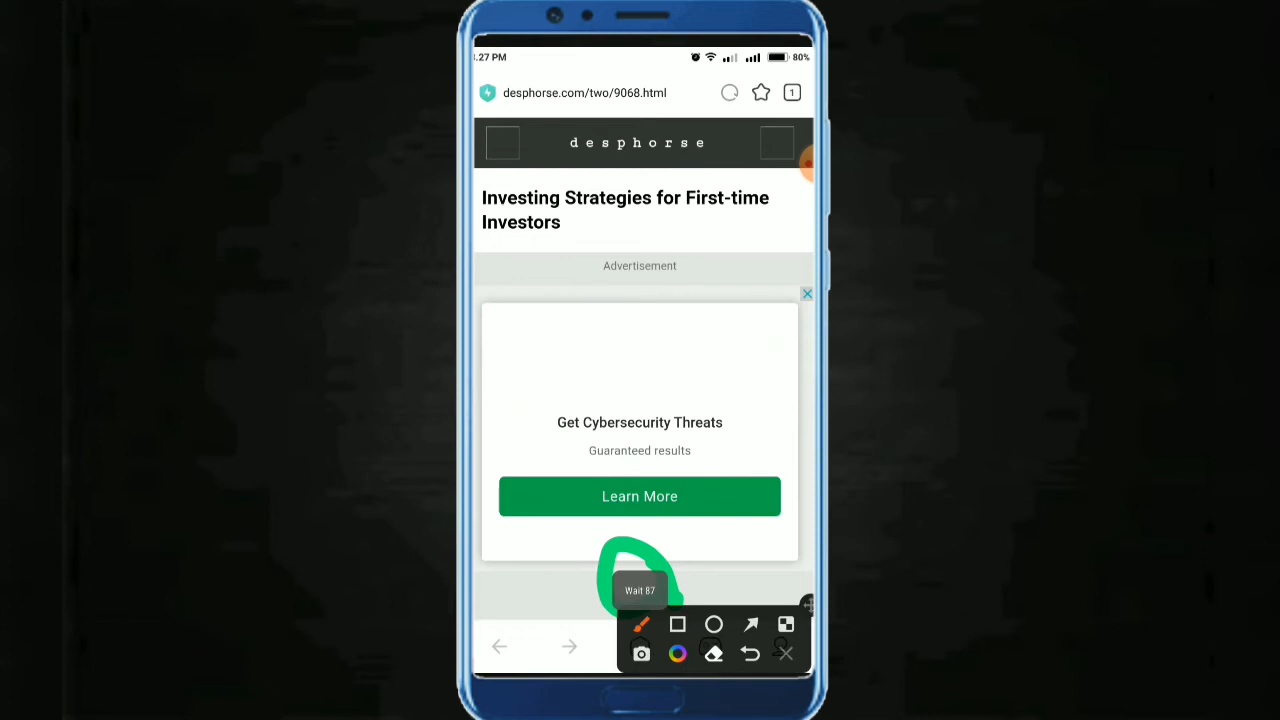 .27 PM
80%
desphorse.com/two/9068.html
1
desphorse
Investing Strategies for First-time
Investors
Advertisement
Get Cybersecurity Threats
Guaranteed results
Learn More
Wait 87